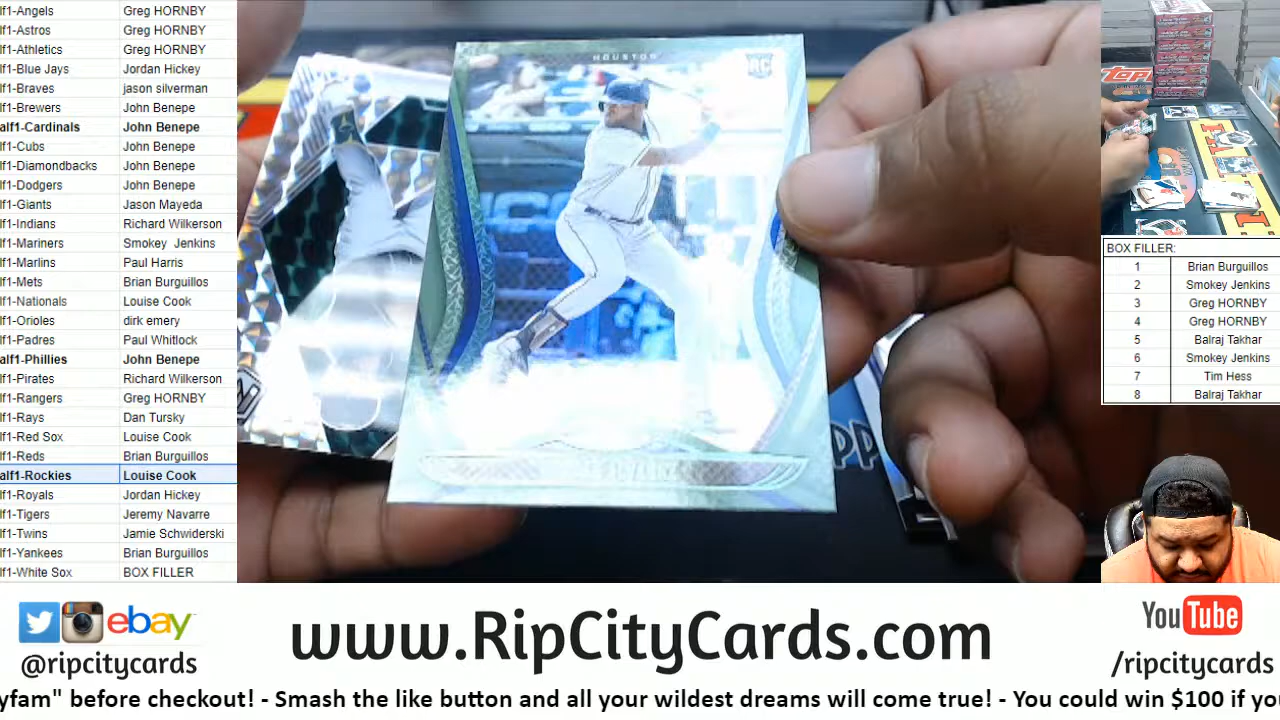 lf1-Angels Greg HORNBY
lf1-Astros Greg HORNBY
lf1-Athletics Greg HORNBY
lf1-Blue Jays Jordan Hickey
lf1-Braves jason silverman
lf1-Brewers John Benepe
alf1-Cardinals John Benepe
lf1-Cubs John Benepe
lf1-Diamondbacks John Benepe
lf1-Dodgers John Benepe
lf1-Giants Jason Mayeda
lf1-Indians Richard Wilkerson
lf1-Mariners Smokey Jenkins
lf1-Marlins Paul Harris
lf1-Mets Brian Burguillos
lf1-Nationals Louise Cook
lf1-Orioles dirk emery
lf1-Padres Paul Whitlock
alf1-Phillies John Benepe
lf1-Pirates Richard Wilkerson
lf1-Rangers Greg HORNBY
lf1-Rays Dan Tursky
lf1-Red Sox Louise Cook
lf1-Reds Brian Burguillos
alf1-Rockies Louise Cook
lf1-Royals Jordan Hickey
lf1-Tigers Jeremy Navarre
lf1-Twins Jamie Schwiderski
lf1-Yankees Brian Burguillos
lf1-White Sox BOX FILLER
HOUSTON
RC
BOX FILLER:
1 Brian Burguillos
2 Smokey Jenkins
3 Greg HORNBY
4 Greg HORNBY
5 Balraj Takhar
6 Smokey Jenkins
7 Tim Hess
8 Balraj Takhar
ebay
@ripcitycards
www.RipCityCards.com
YouTube
/ripcitycards
yfam" before checkout! - Smash the like button and all your wildest dreams will come true! - You could win $100 if yo